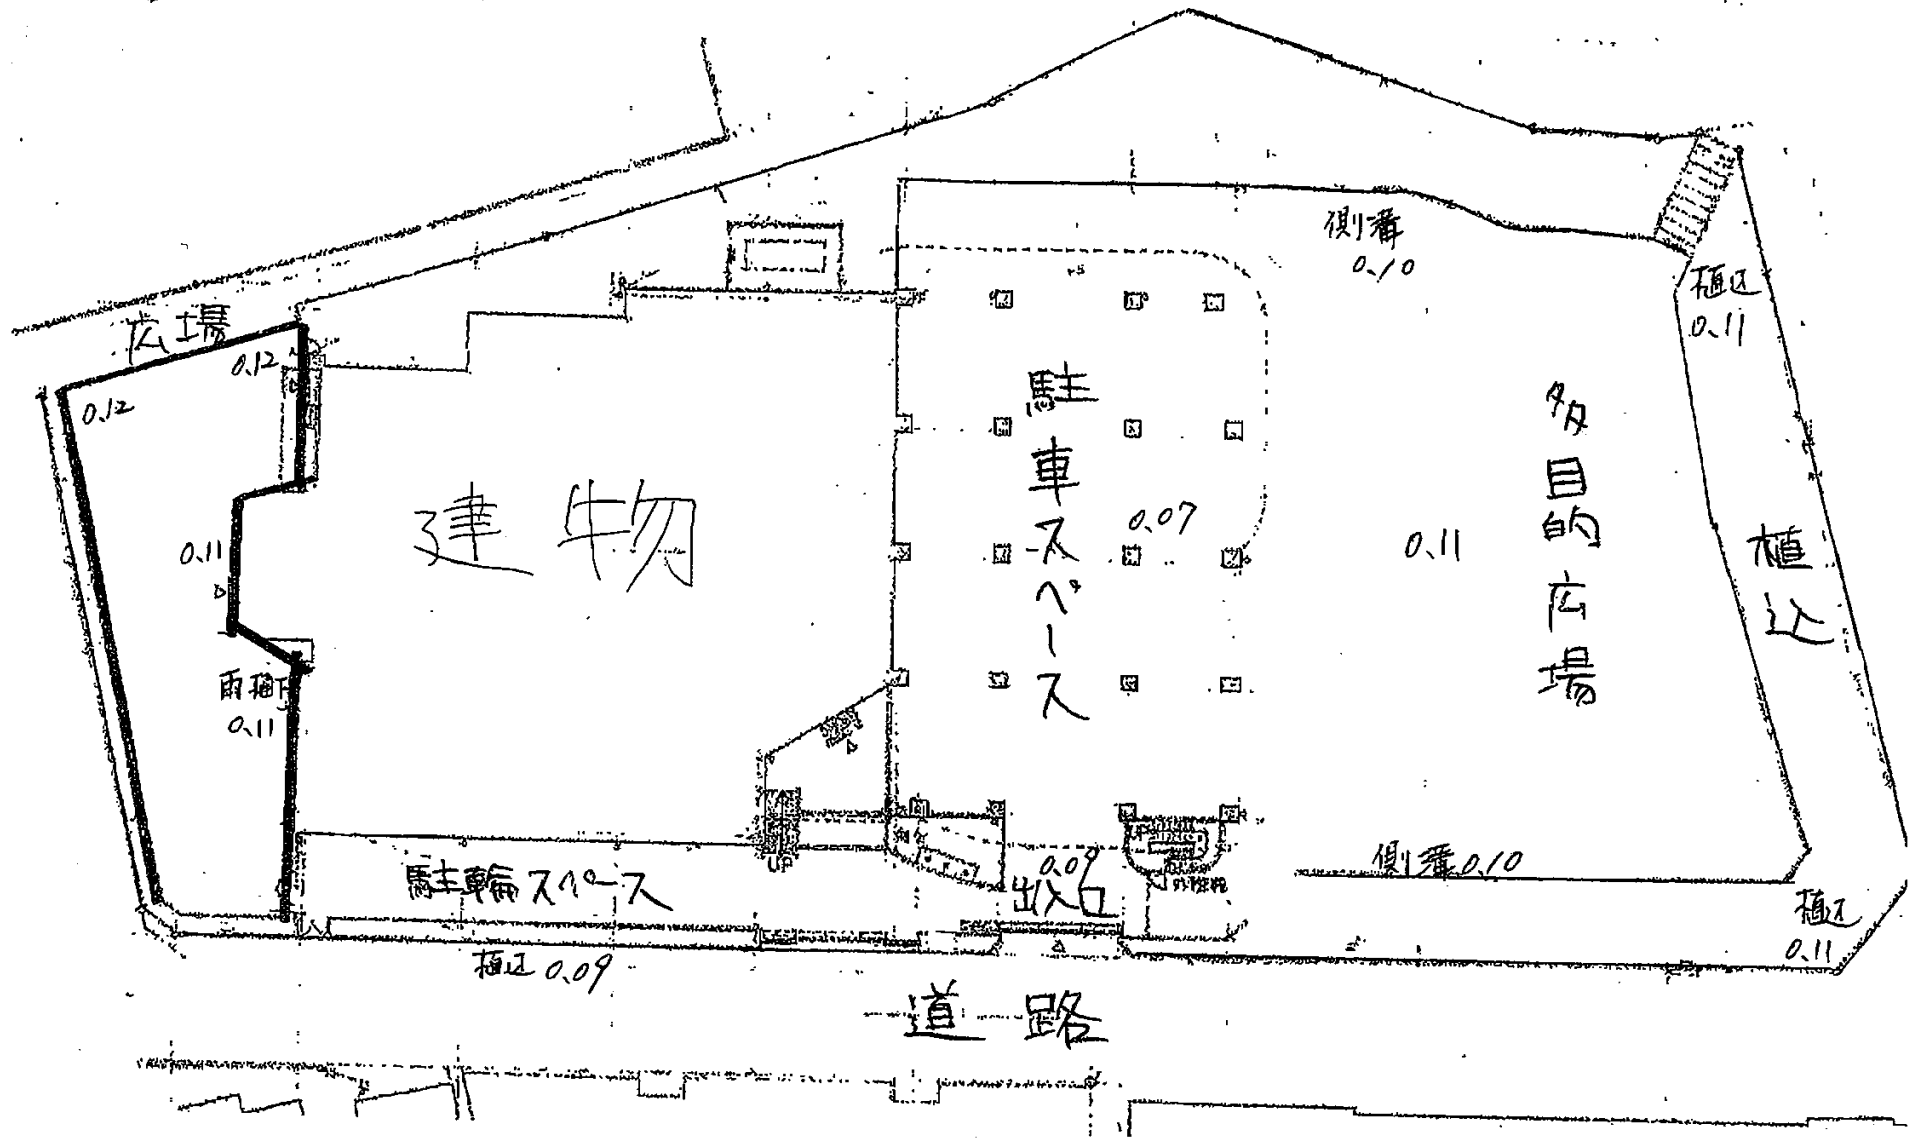 側溝
0.10
植込
0.11
広場
0.12
0.12
駐車スペース
多目的広場
建物
0.07
0.11
0.11
植込
雨樋下
0.11
UP
駐輪スペース
0.09
出入口
側溝 0.10
植込
0.11
植込 0.09
道路